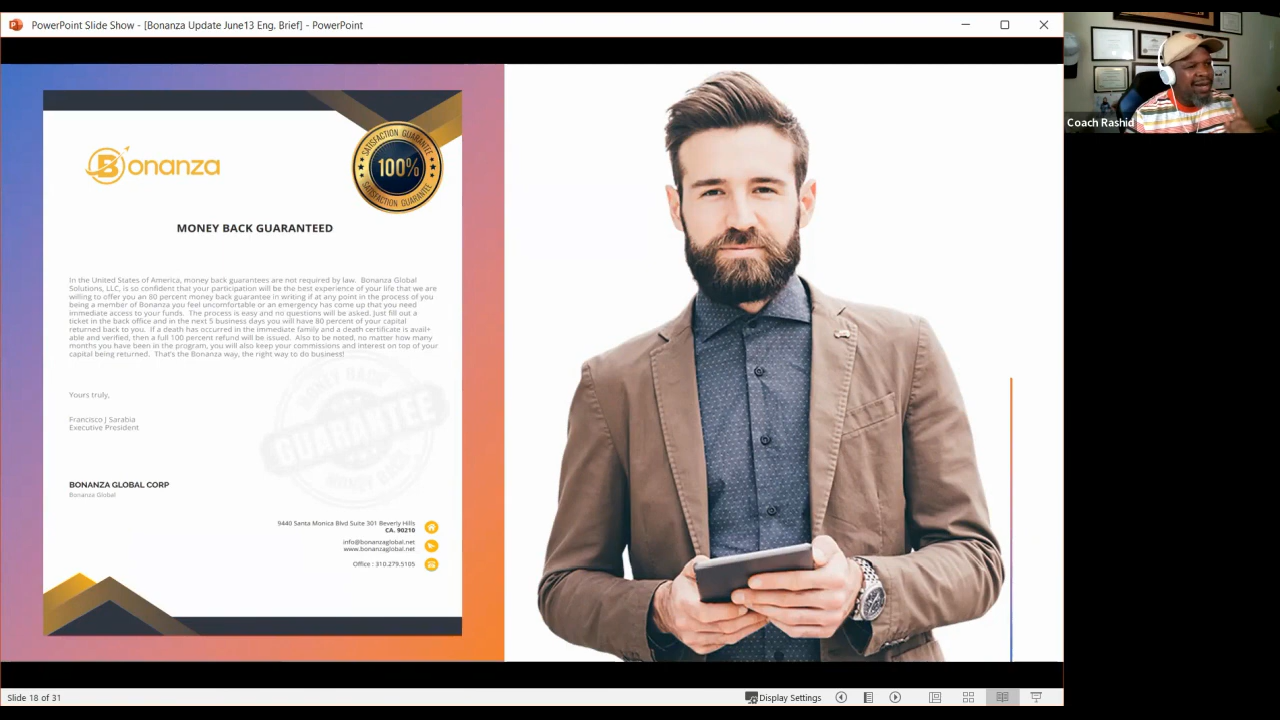 PowerPoint Slide Show - [Bonanza Update June13 Eng. Brief] - PowerPoint
Bonanza
SATISFACTION GUARANTEE
100%
SATISFACTION GUARANTEE
MONEY BACK GUARANTEED
In the United States of America, money back guarantees are not required by law. Bonanza Global
Solutions, LLC, is so confident that your participation will be the best experience of your life that we are
willing to offer you an 80 percent money back guarantee in writing if at any point in the process of you
being a member of Bonanza you feel uncomfortable or an emergency has come up that you need
immediate access to your funds. The process is easy and no questions will be asked. Just fill out a
ticket in the back office and in the next 5 business days you will have 80 percent of your capital
returned back to you. If a death has occurred in the immediate family and a death certificate is avail+
able and verified, then a full 100 percent refund will be issued. Also to be noted, no matter how many
months you have been in the program, you will also keep your commissions and interest on top of your
capital being returned. That's the Bonanza way, the right way to do business!
MONEY BACK
GUARANTEE
MONEY BACK
Yours truly,
Francisco J Sarabia
Executive President
BONANZA GLOBAL CORP
Bonanza Global
9440 Santa Monica Blvd Suite 301 Beverly Hills
CA. 90210
info@bonanzaglobal.net
www.bonanzaglobal.net
Office : 310.279.5105
Coach Rashid
Slide 18 of 31
Display Settings